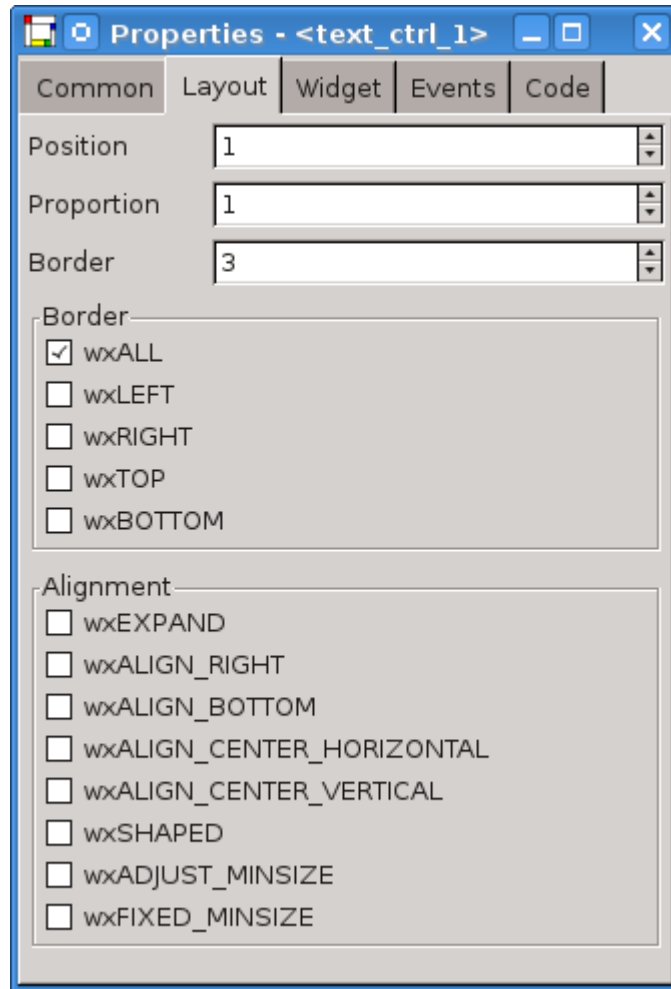 Properties - <text_ctrl_1>
Common Layout Widget Events Code
Position 1
Proportion 1
Border 3
Border
wxALL
wxLEFT
wxRIGHT
wxTOP
wxBOTTOM
Alignment
wxEXPAND
wxALIGN_RIGHT
wxALIGN_BOTTOM
wxALIGN_CENTER_HORIZONTAL
wxALIGN_CENTER_VERTICAL
wxSHAPED
wxADJUST_MINSIZE
wxFIXED_MINSIZE